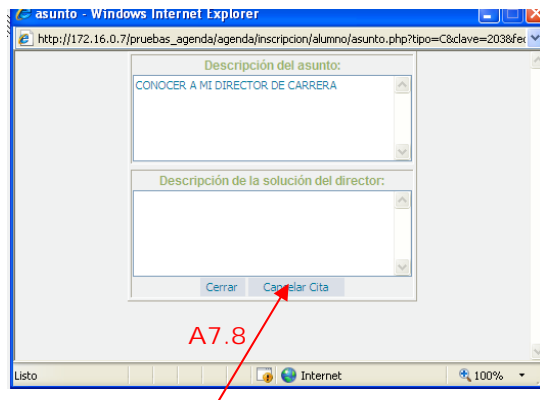 asunto - Windows Internet Explorer
http://172.16.0.7/pruebas_agenda/agenda/inscripcion/alumno/asunto.php?tipo=C&clave=203&fec
Descripción del asunto:
CONOCER A MI DIRECTOR DE CARRERA
Descripción de la solución del director:
Cerrar Cancelar Cita
A7.8
Listo Internet 100%